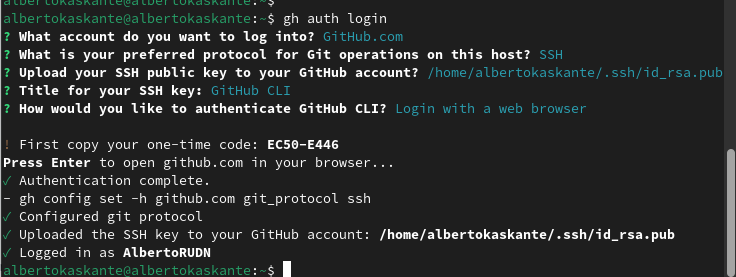 albertokaskante@albertokaskante:~$
albertokaskante@albertokaskante:~$ gh auth login
? What account do you want to log into? GitHub.com
? What is your preferred protocol for Git operations on this host? SSH
? Upload your SSH public key to your GitHub account? /home/albertokaskante/.ssh/id_rsa.pub
? Title for your SSH key: GitHub CLI
? How would you like to authenticate GitHub CLI? Login with a web browser
! First copy your one-time code: EC50-E446
Press Enter to open github.com in your browser...
✓ Authentication complete.
- gh config set -h github.com git_protocol ssh
✓ Configured git protocol
✓ Uploaded the SSH key to your GitHub account: /home/albertokaskante/.ssh/id_rsa.pub
✓ Logged in as AlbertoRUDN
albertokaskante@albertokaskante:~$